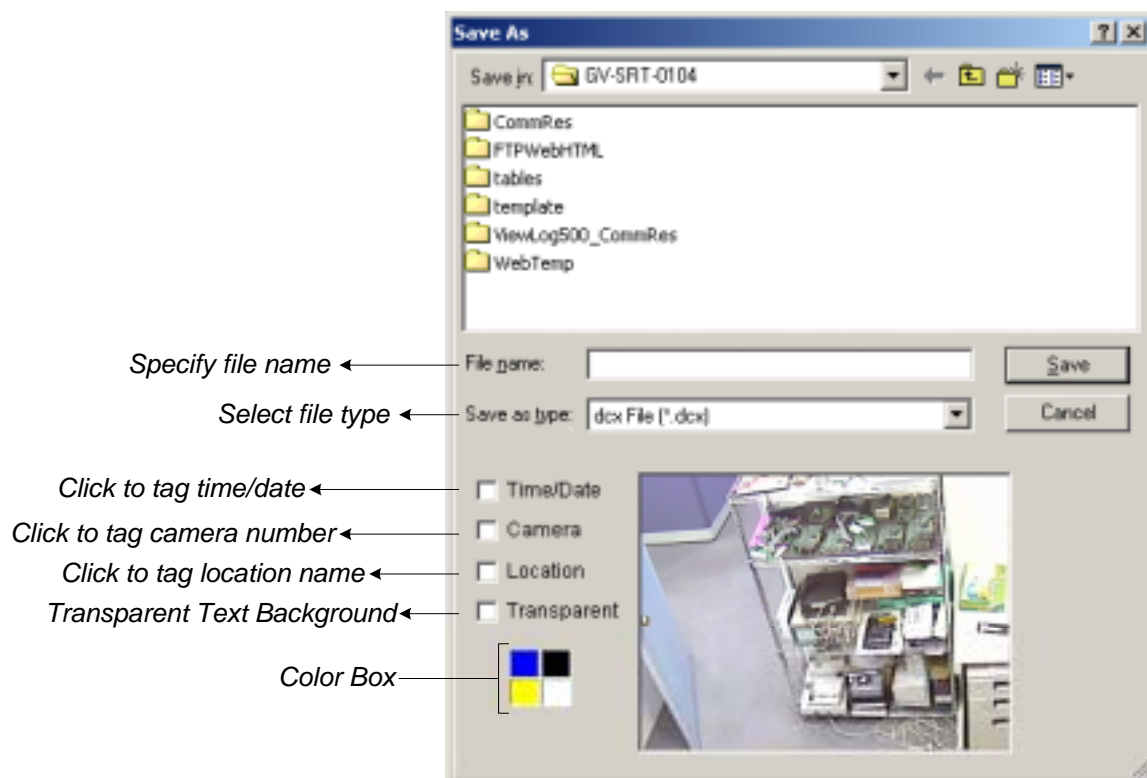 Save As
Save in: GV-SRT-0104
CommRes
FTPWebHTML
tables
template
ViewLog500_CommRes
WebTemp
Specify file name
File name:
Save
Select file type
Save as type: dcx File (*.dcx)
Cancel
Click to tag time/date
Time/Date
Click to tag camera number
Camera
Click to tag location name
Location
Transparent Text Background
Transparent
Color Box